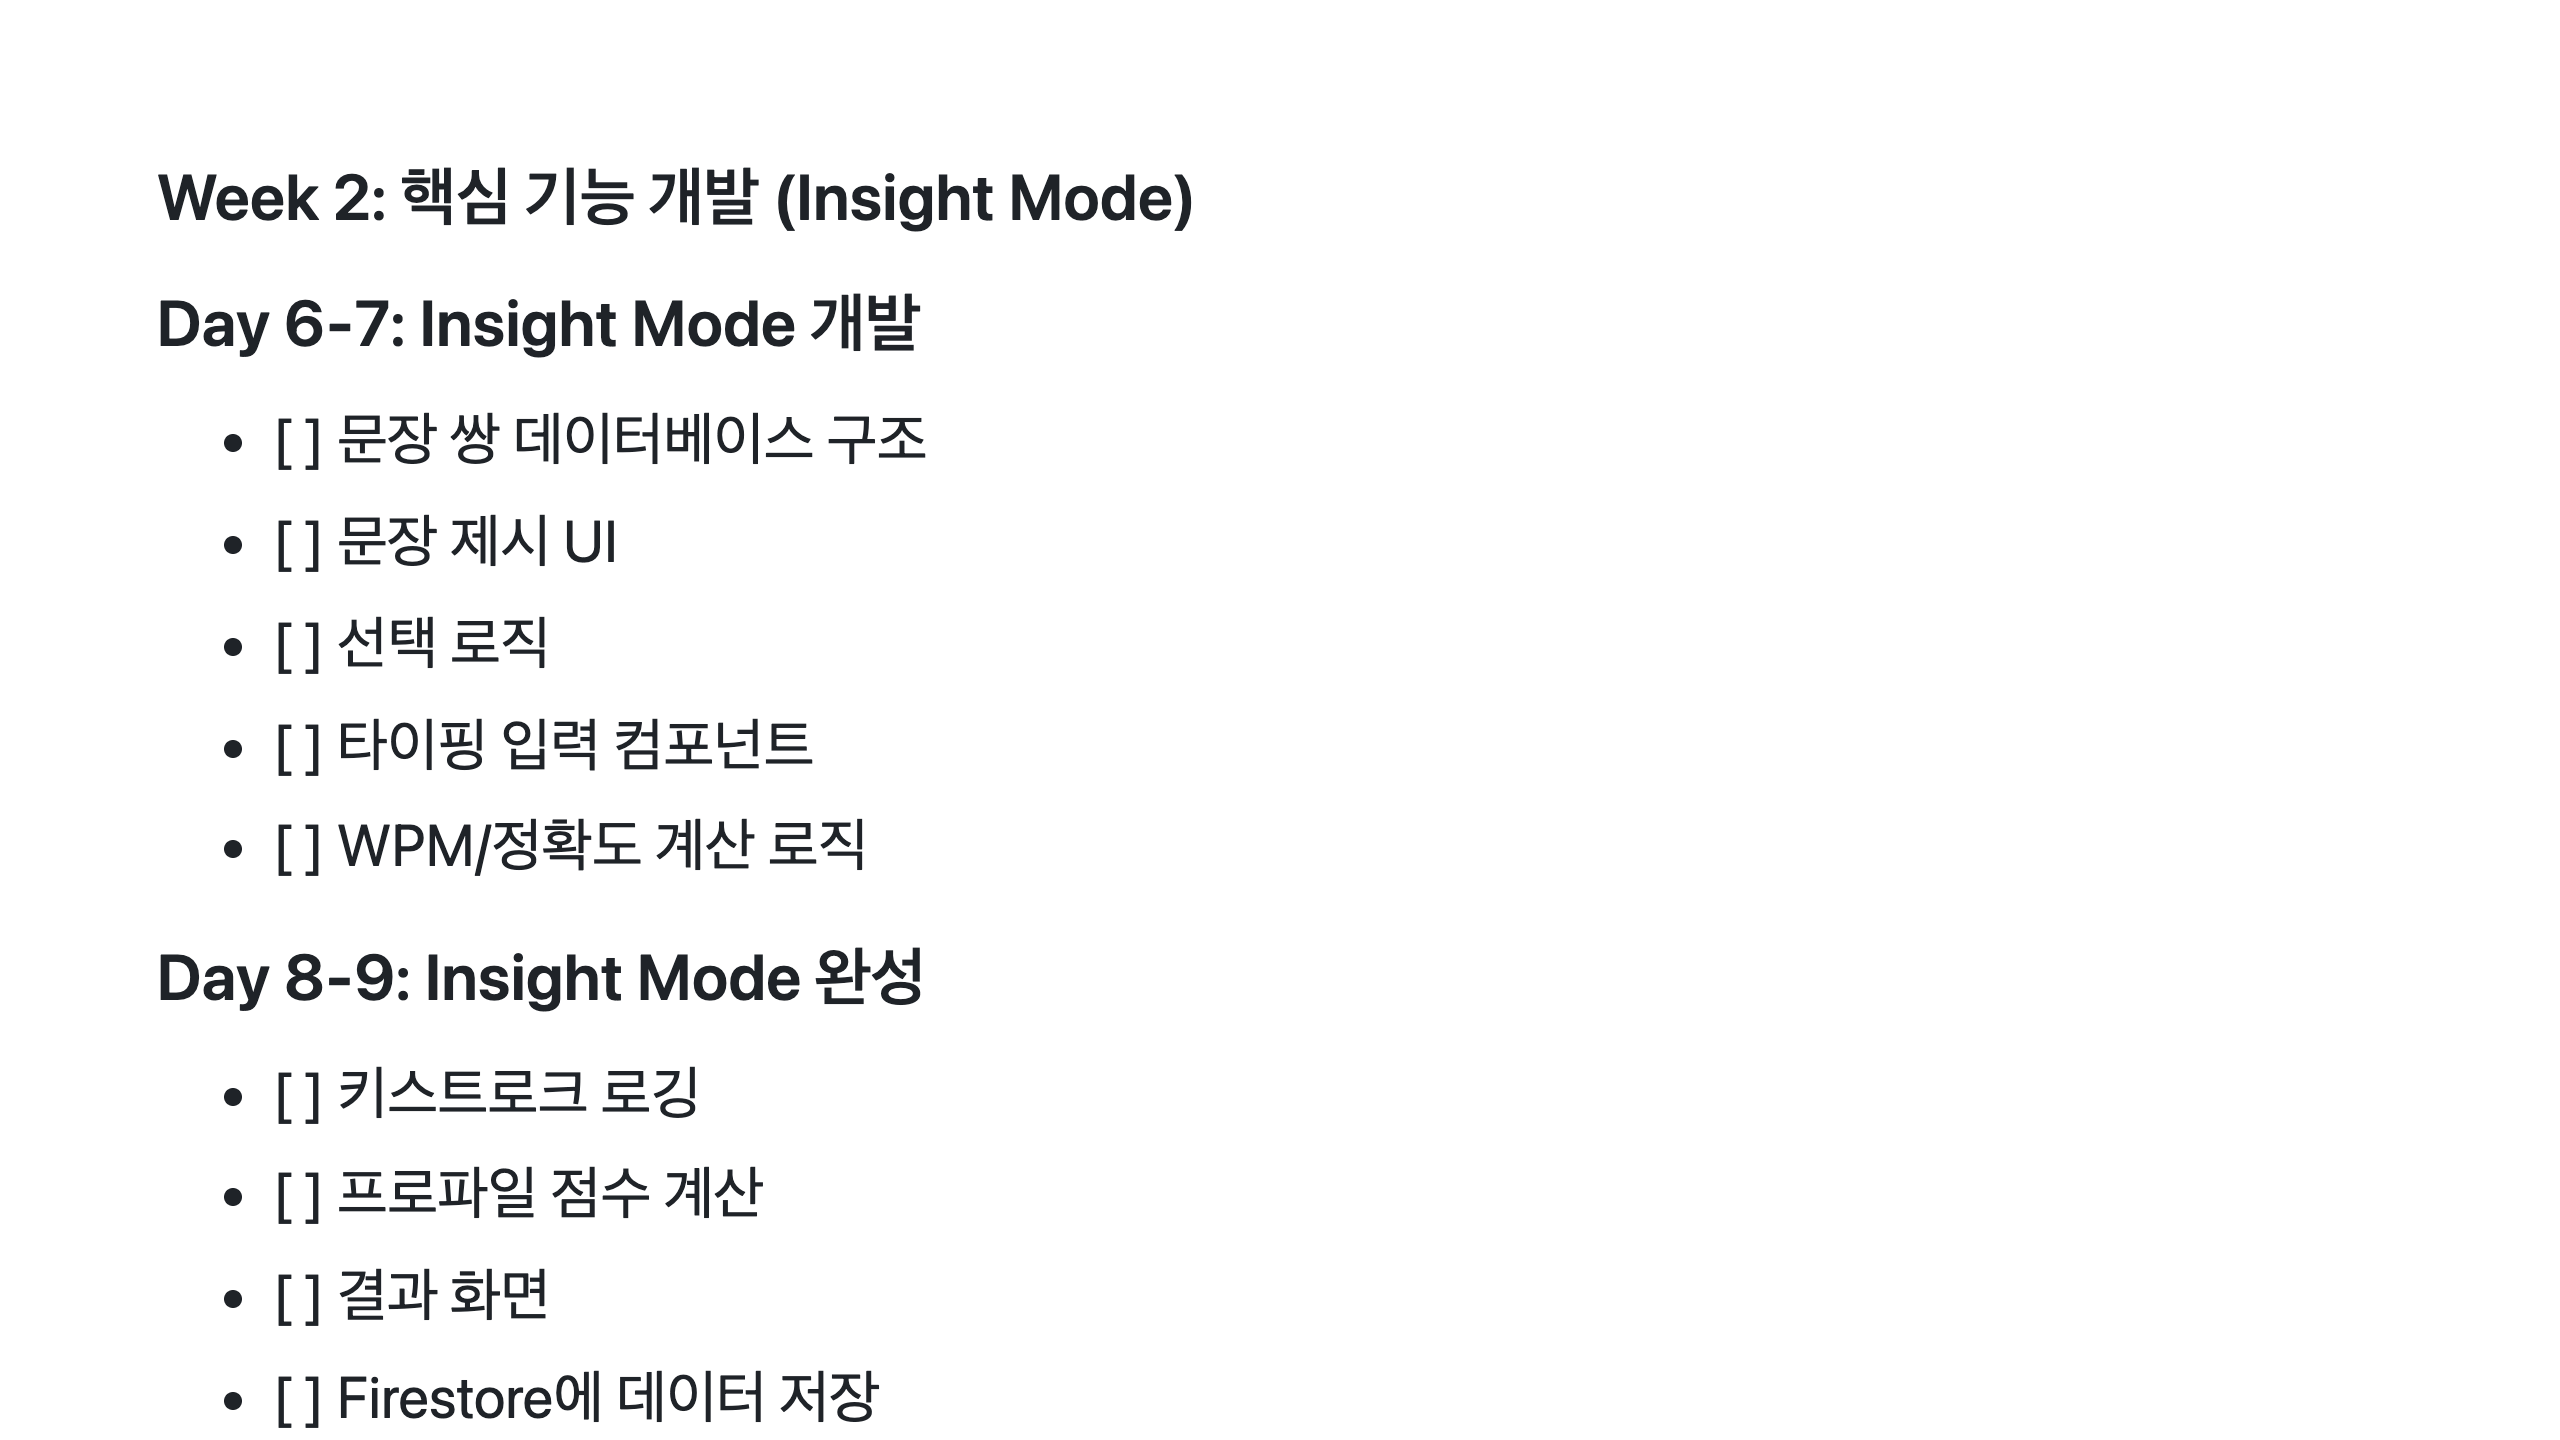 Week 2: 핵심 기능 개발 (Insight Mode)
Day 6-7: Insight Mode 개발
• [ ] 문장 쌍 데이터베이스 구조
• [ ] 문장 제시 UI
• [ ] 선택 로직
• [ ] 타이핑 입력 컴포넌트
• [ ] WPM/정확도 계산 로직
Day 8-9: Insight Mode 완성
• [ ] 키스트로크 로깅
• [ ] 프로파일 점수 계산
• [ ] 결과 화면
• [ ] Firestore에 데이터 저장